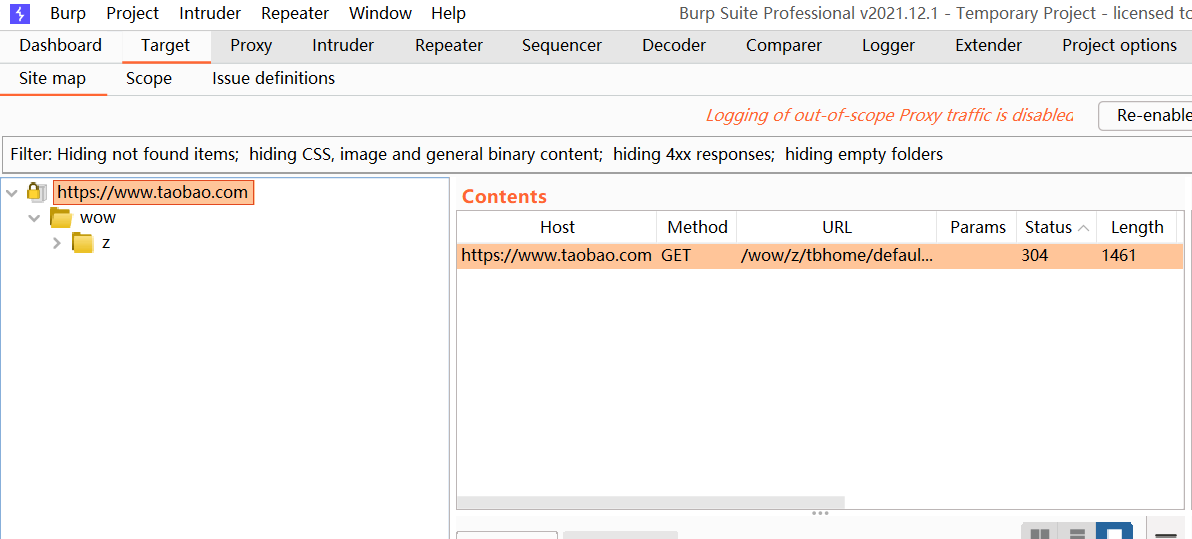 Burp Project Intruder Repeater Window Help Burp Suite Professional v2021.12.1 - Temporary Project - licensed to
Dashboard Target Proxy Intruder Repeater Sequencer Decoder Comparer Logger Extender Project options
Site map Scope Issue definitions
Logging of out-of-scope Proxy traffic is disabled Re-enable
Filter: Hiding not found items; hiding CSS, image and general binary content; hiding 4xx responses; hiding empty folders
https://www.taobao.com
wow
z
Contents
Host Method URL Params Status Length
https://www.taobao.com GET /wow/z/tbhome/defaul... 304 1461